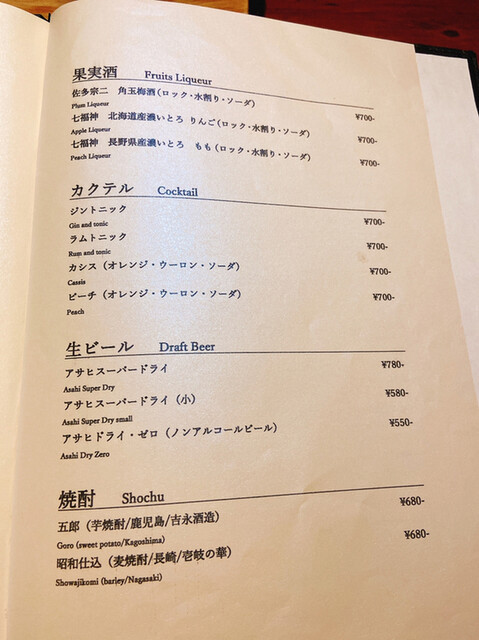 果実酒 Fruits Liqueur
佐多宗二 角玉梅酒(ロック・水割り・ソーダ) ¥700-
Plum Liqueur
七福神 北海道産濃いとろ りんご(ロック・水割り・ソーダ) ¥700-
Apple Liqueur
七福神 長野県産濃いとろ もも(ロック・水割り・ソーダ) ¥700-
Peach Liqueur
カクテル Cocktail
ジントニック ¥700-
Gin and tonic
ラムトニック ¥700-
Rum and tonic
カシス(オレンジ・ウーロン・ソーダ) ¥700-
Cassis
ピーチ(オレンジ・ウーロン・ソーダ) ¥700-
Peach
生ビール Draft Beer
アサヒスーパードライ ¥780-
Asahi Super Dry
アサヒスーパードライ(小) ¥580-
Asahi Super Dry small
アサヒドライ・ゼロ(ノンアルコールビール) ¥550-
Asahi Dry Zero
焼酎 Shochu
五郎(芋焼酎/鹿児島/吉永酒造) ¥680-
Goro (sweet potato/Kagoshima)
昭和仕込(麦焼酎/長崎/壱岐の華) ¥680-
Showajikomi (barley/Nagasaki)